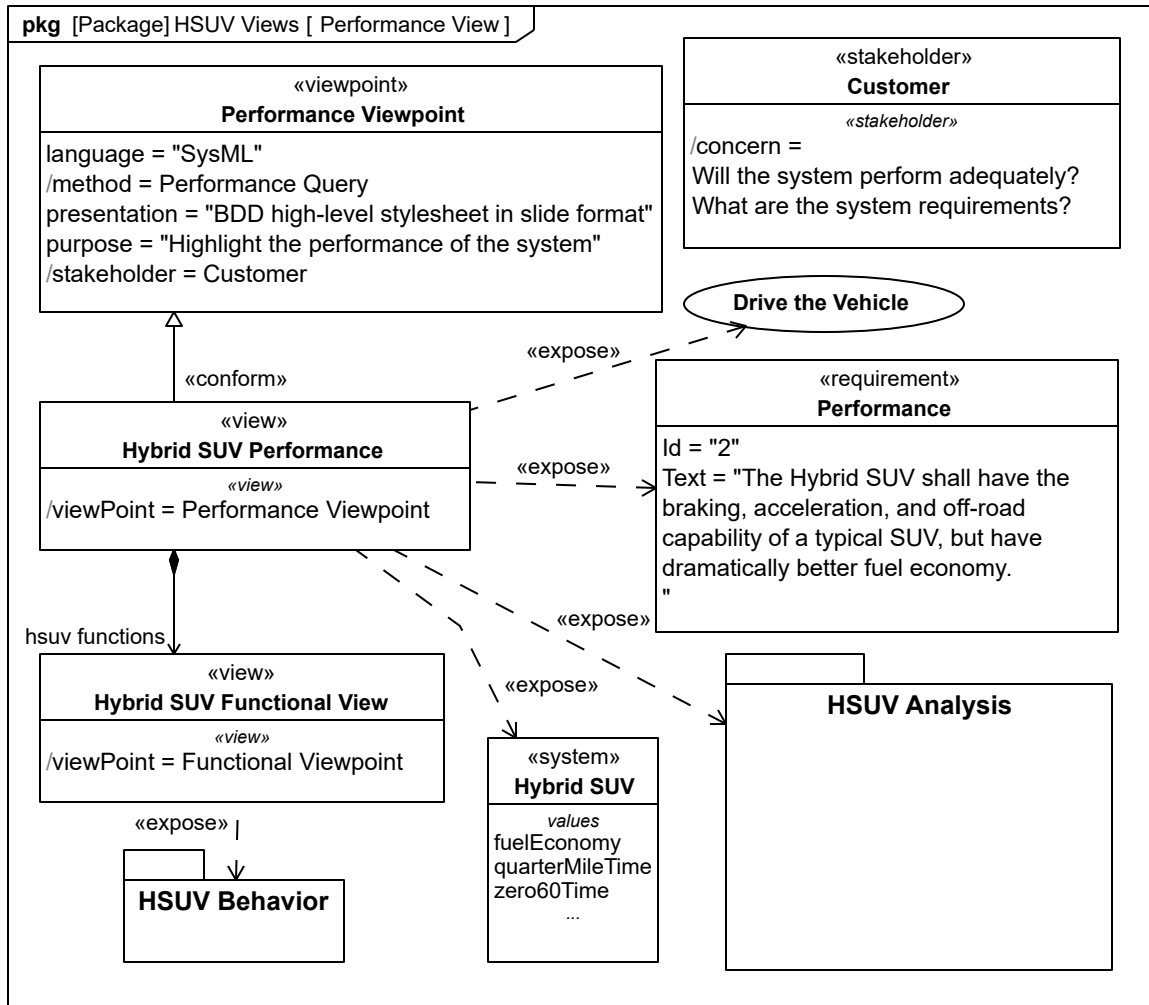 pkg [Package] HSUV Views [ Performance View ]
«viewpoint»
Performance Viewpoint
language = "SysML"
/method = Performance Query
presentation = "BDD high-level stylesheet in slide format"
purpose = "Highlight the performance of the system"
/stakeholder = Customer
«stakeholder»
Customer
«stakeholder»
/concern =
Will the system perform adequately?
What are the system requirements?
Drive the Vehicle
«expose»
«conform»
«requirement»
Performance
Id = "2"
Text = "The Hybrid SUV shall have the
braking, acceleration, and off-road
capability of a typical SUV, but have
dramatically better fuel economy.
"
«view»
Hybrid SUV Performance
«view»
/viewPoint = Performance Viewpoint
«expose»
«expose»
hsuv functions
«view»
Hybrid SUV Functional View
«view»
/viewPoint = Functional Viewpoint
«expose»
«system»
Hybrid SUV
values
fuelEconomy
quarterMileTime
zero60Time
...
HSUV Analysis
«expose»
HSUV Behavior